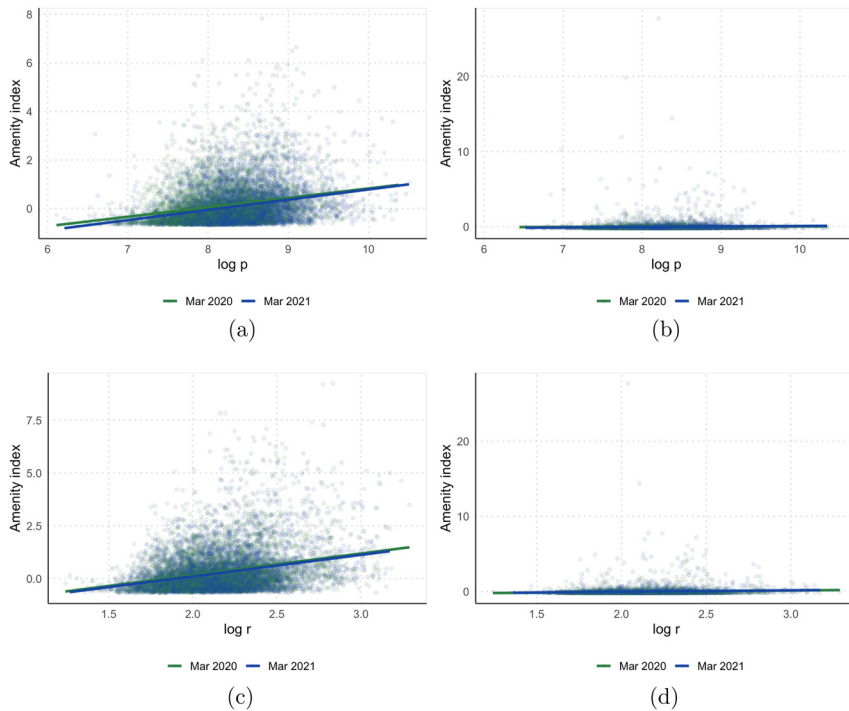 8
6
4
2
0
Amenity index
6 7 8 9 10
log p
Mar 2020 Mar 2021
(a)
20
10
0
Amenity index
6 7 8 9 10
log p
Mar 2020 Mar 2021
(b)
7.5
5.0
2.5
0.0
Amenity index
1.5 2.0 2.5 3.0
log r
Mar 2020 Mar 2021
(c)
20
10
0
Amenity index
1.5 2.0 2.5 3.0
log r
Mar 2020 Mar 2021
(d)